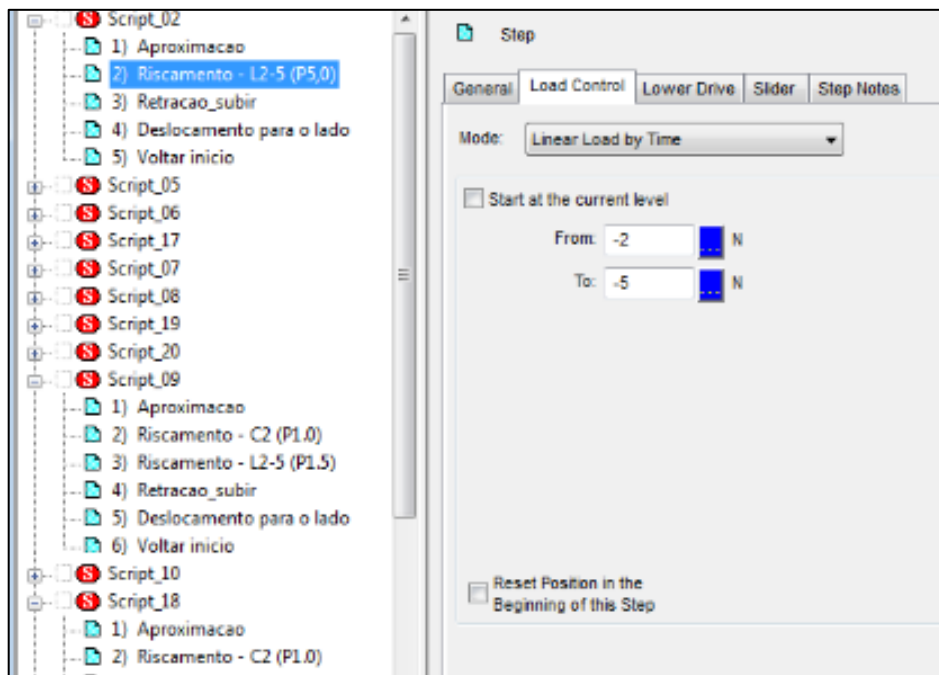 Script_02
1) Aproximacao
2) Riscamento - L2-5 (P5,0)
3) Retracao_subir
4) Deslocamento para o lado
5) Voltar inicio
Script_05
Script_06
Script_17
Script_07
Script_08
Script_19
Script_20
Script_09
1) Aproximacao
2) Riscamento - C2 (P1.0)
3) Riscamento - L2-5 (P1.5)
4) Retracao_subir
5) Deslocamento para o lado
6) Voltar inicio
Script_10
Script_18
1) Aproximacao
2) Riscamento - C2 (P1.0)
Step
General Load Control Lower Drive Slider Step Notes
Mode: Linear Load by Time
Start at the current level
From: -2 N
To: -5 N
Reset Position in the
Beginning of this Step